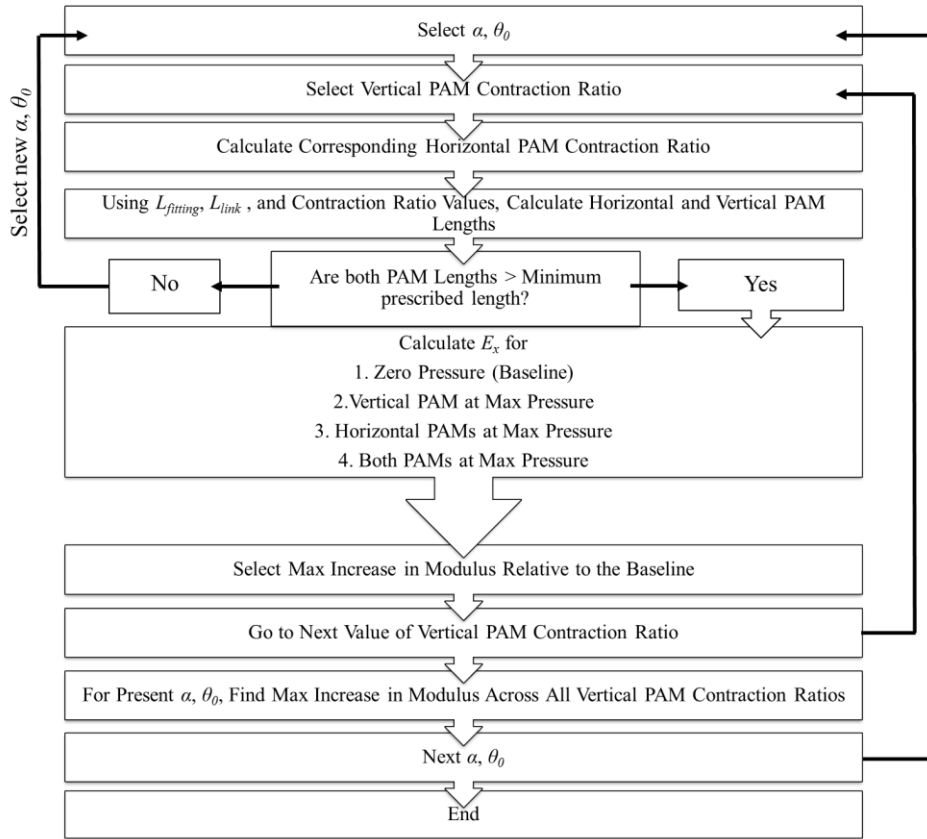 Select α, θ0
Select Vertical PAM Contraction Ratio
Calculate Corresponding Horizontal PAM Contraction Ratio
Using Lfitting, Llink , and Contraction Ratio Values, Calculate Horizontal and Vertical PAM
Lengths
Select new α, θ0
No
Are both PAM Lengths > Minimum
prescribed length?
Yes
Calculate Ex for
1. Zero Pressure (Baseline)
2.Vertical PAM at Max Pressure
3. Horizontal PAMs at Max Pressure
4. Both PAMs at Max Pressure
Select Max Increase in Modulus Relative to the Baseline
Go to Next Value of Vertical PAM Contraction Ratio
For Present α, θ0, Find Max Increase in Modulus Across All Vertical PAM Contraction Ratios
Next α, θ0
End